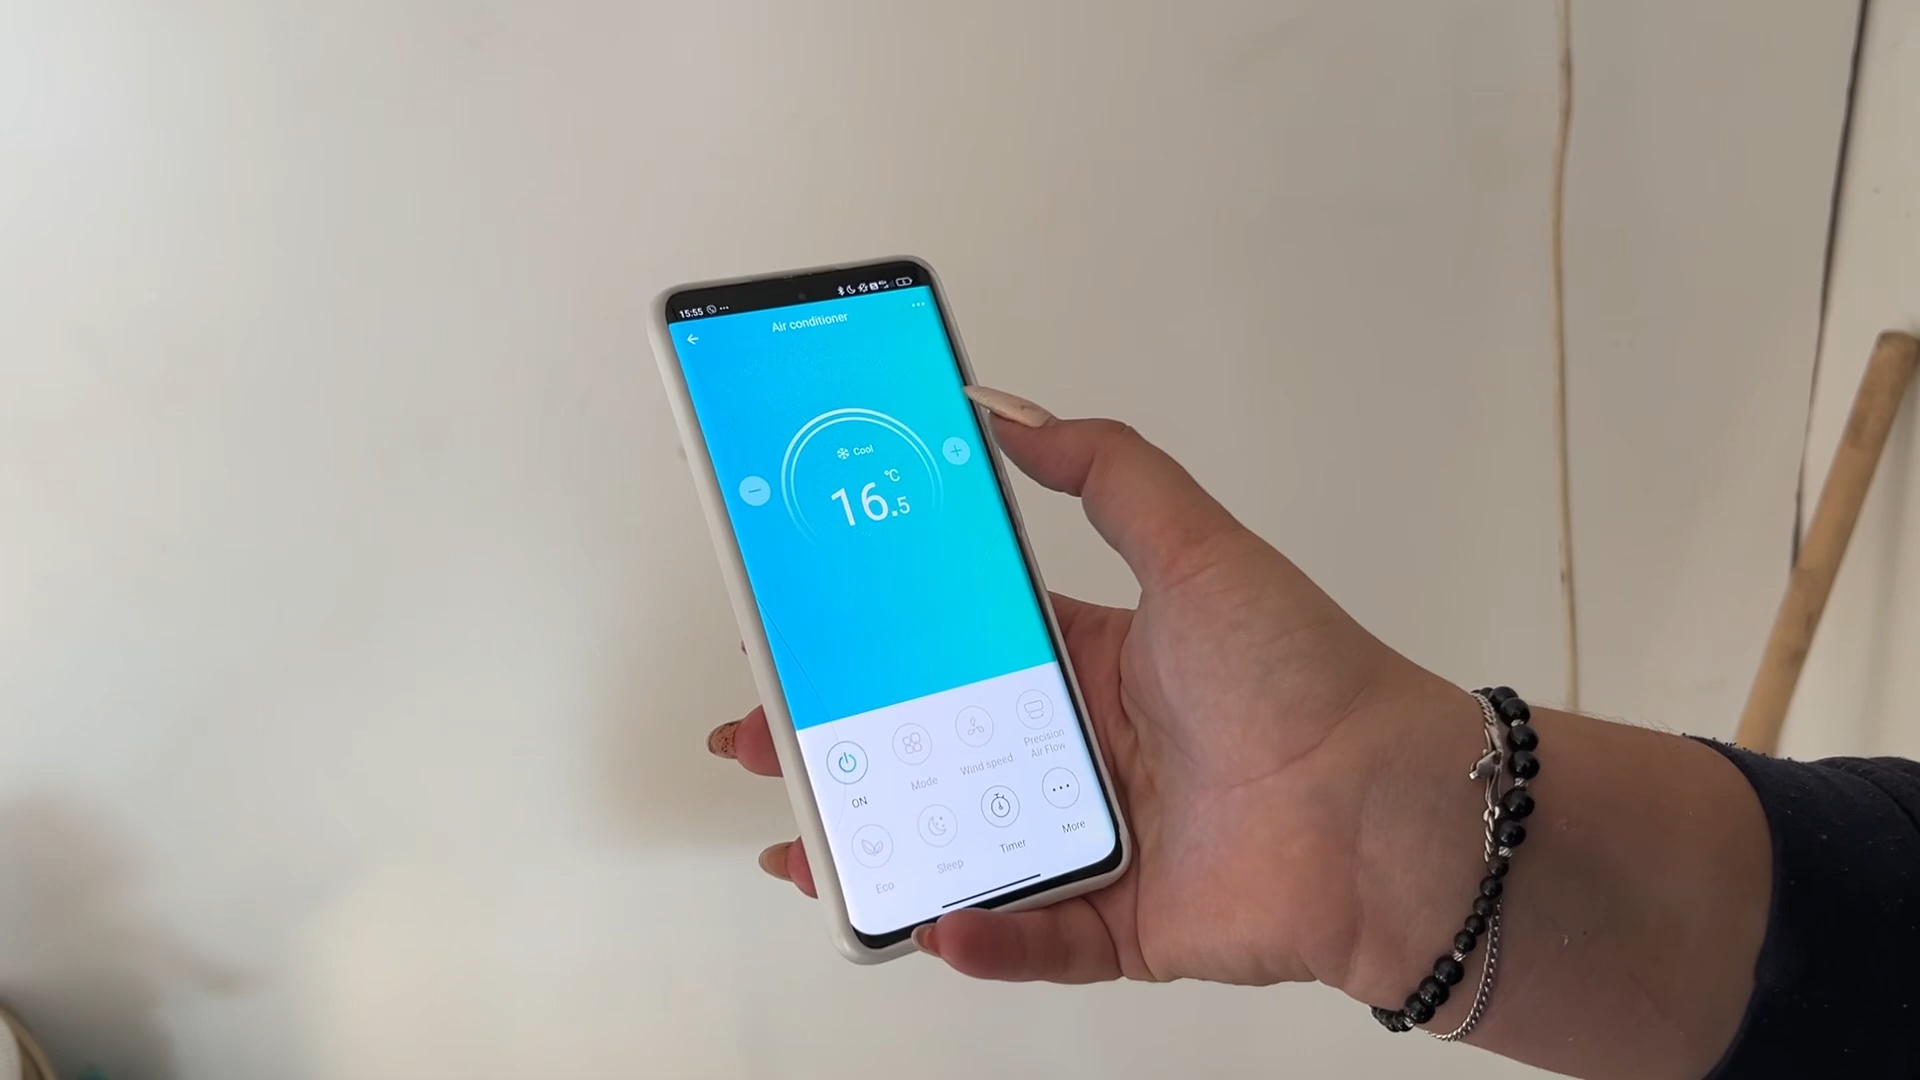 15:55
Air conditioner
Cool
16.5 °C
ON
Mode
Wind speed
Precision
Air Flow
Eco
Sleep
Timer
More